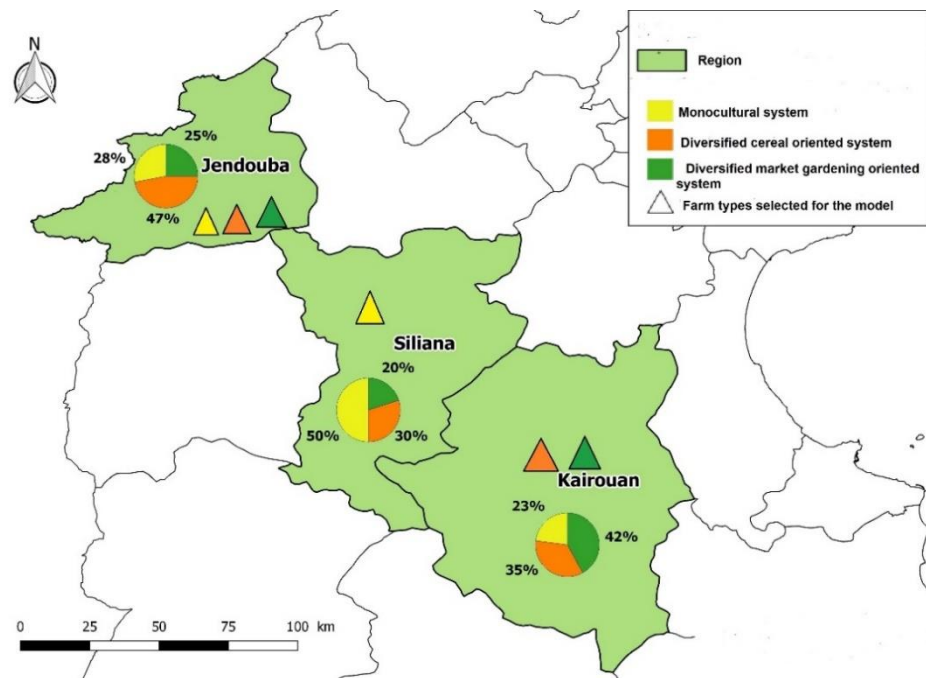 N
Region
Monocultural system
Diversified cereal oriented system
Diversified market gardening oriented
system
Farm types selected for the model
25%
28%
Jendouba
47%
Siliana
20%
50%
30%
Kairouan
23%
42%
35%
0 25 50 75 100 km